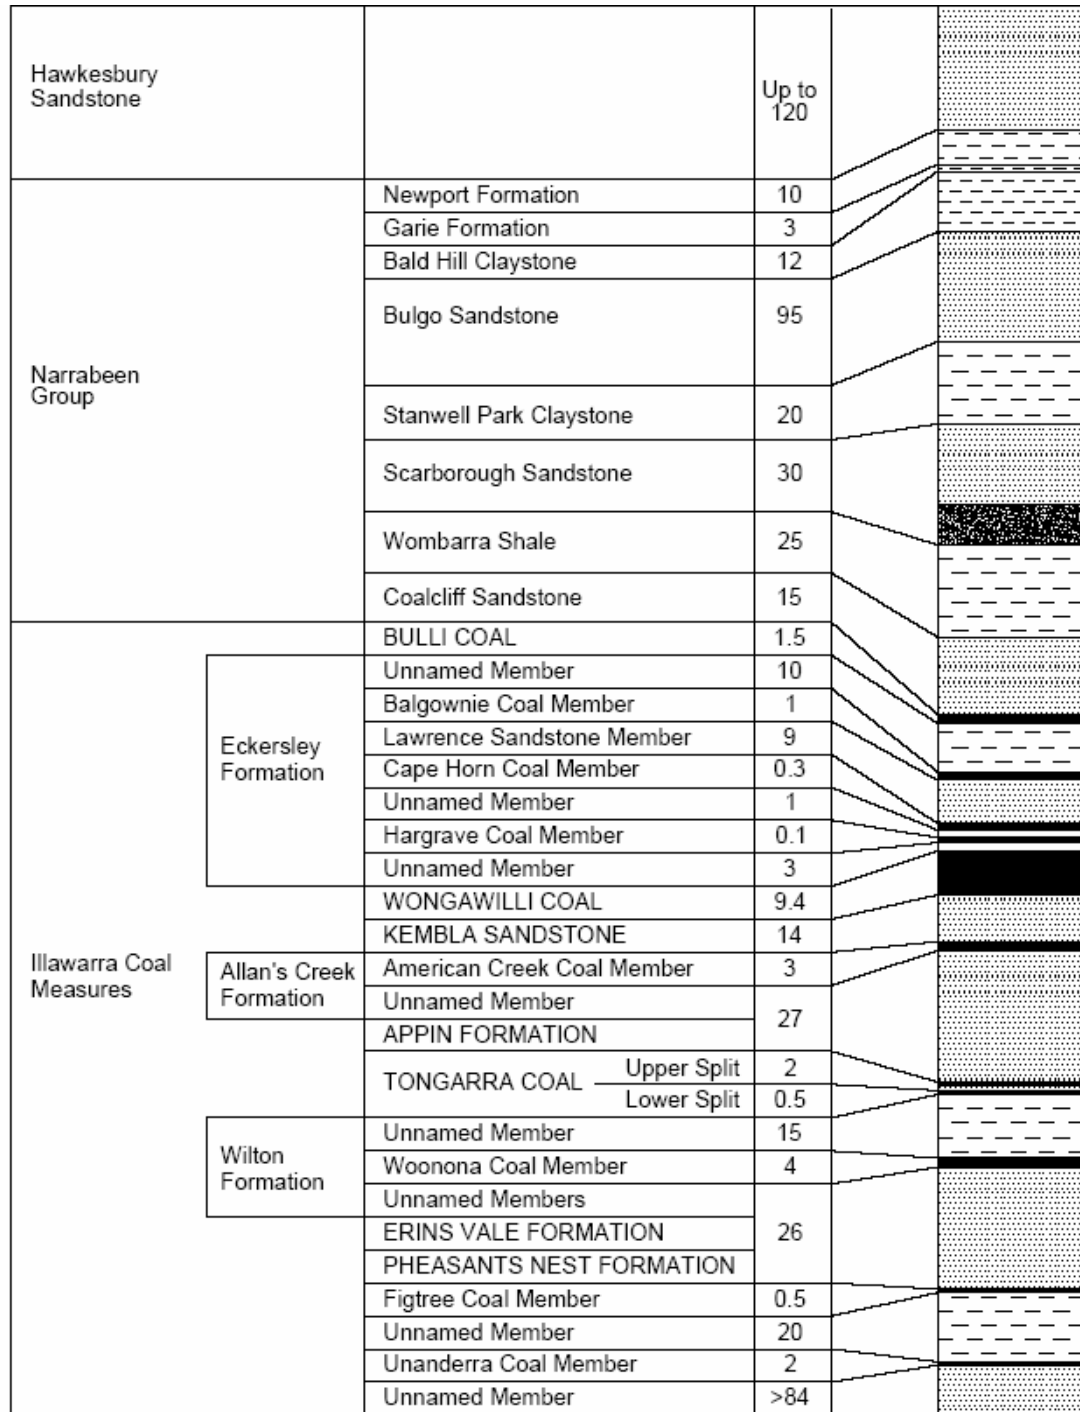 Hawkesbury
Sandstone
Up to
120
Newport Formation 10
Garie Formation 3
Bald Hill Claystone 12
Bulgo Sandstone 95
Narrabeen
Group
Stanwell Park Claystone 20
Scarborough Sandstone 30
Wombarra Shale 25
Coalcliff Sandstone 15
BULLI COAL 1.5
Unnamed Member 10
Balgownie Coal Member 1
Eckersley
Formation
Lawrence Sandstone Member 9
Cape Horn Coal Member 0.3
Unnamed Member 1
Hargrave Coal Member 0.1
Unnamed Member 3
WONGAWILLI COAL 9.4
KEMBLA SANDSTONE 14
Illawarra Coal
Measures
Allan's Creek
Formation
American Creek Coal Member 3
Unnamed Member
27
APPIN FORMATION
TONGARRA COAL
Upper Split 2
Lower Split 0.5
Wilton
Formation
Unnamed Member 15
Woonona Coal Member 4
Unnamed Members
ERINS VALE FORMATION 26
PHEASANTS NEST FORMATION
Figtree Coal Member 0.5
Unnamed Member 20
Unanderra Coal Member 2
Unnamed Member >84